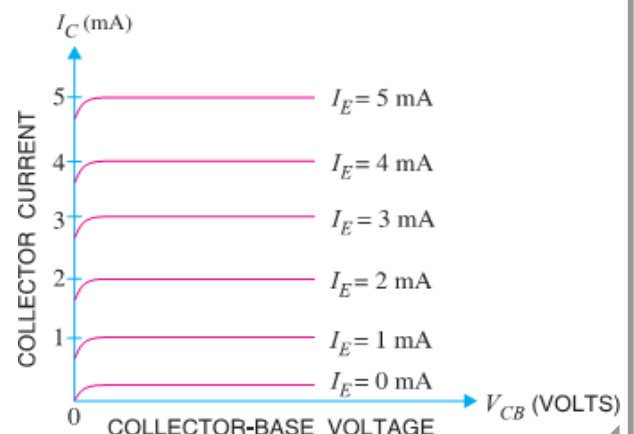 I_C (mA)
COLLECTOR CURRENT
5
I_E = 5 mA
4
I_E = 4 mA
3
I_E = 3 mA
2
I_E = 2 mA
1
I_E = 1 mA
I_E = 0 mA
0
V_CB (VOLTS)
COLLECTOR-BASE VOLTAGE